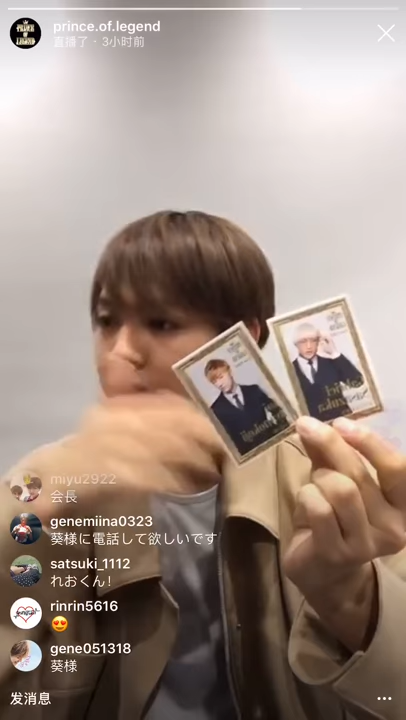 prince.of.legend
直播了・3小时前
miyu2922
会長
genemiina0323
葵様に電話して欲しいです
satsuki_1112
れおくん!
rinrin5616
😍
gene051318
葵様
发消息